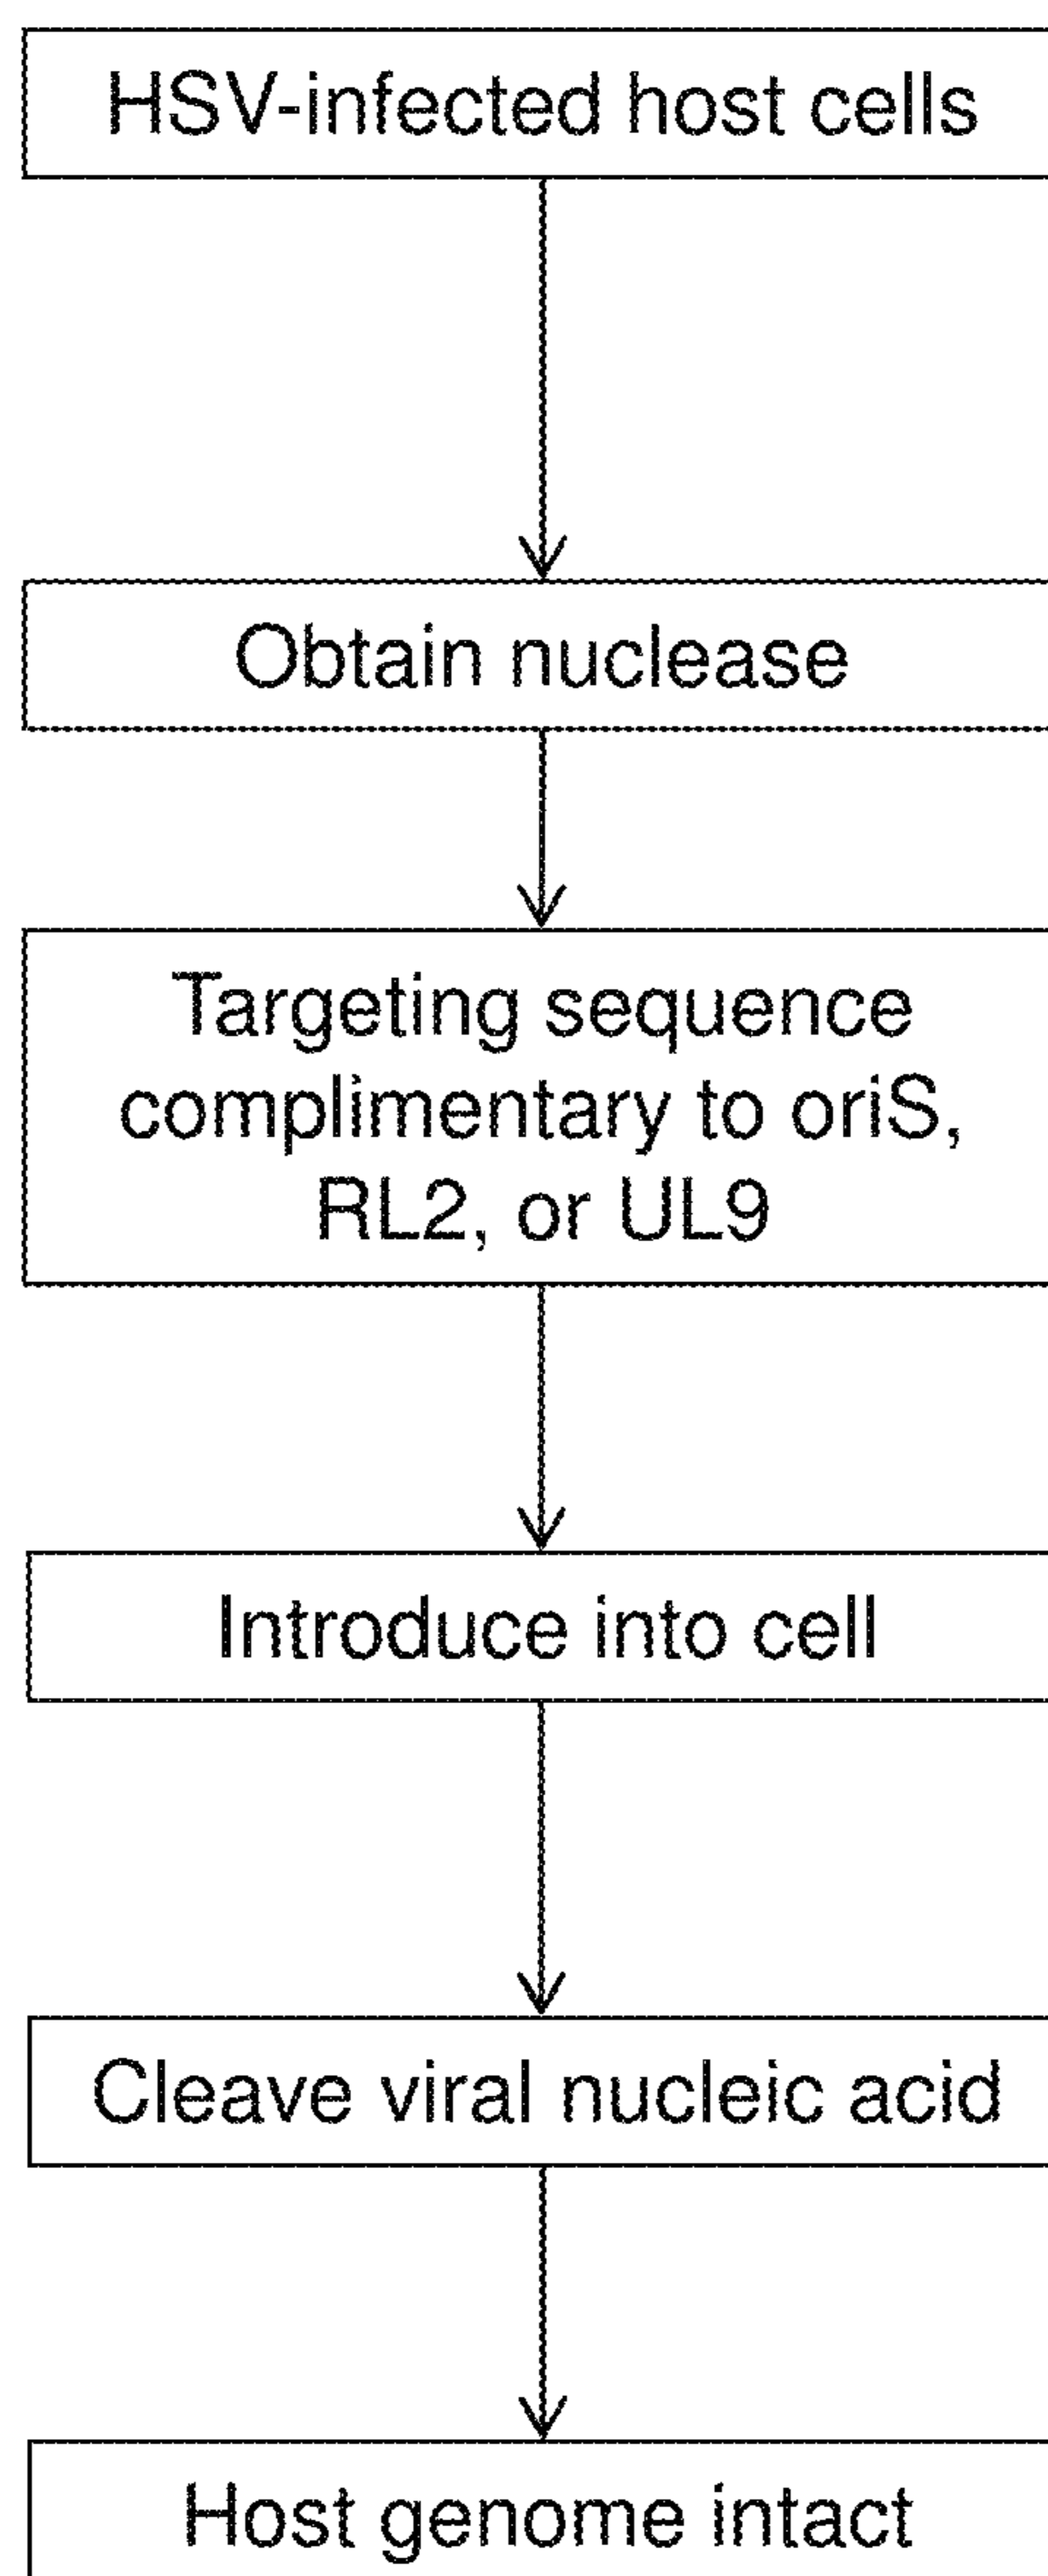 HSV-infected host cells
Obtain nuclease
Targeting sequence
complimentary to oriS,
RL2, or UL9
Introduce into cell
Cleave viral nucleic acid
Host genome intact